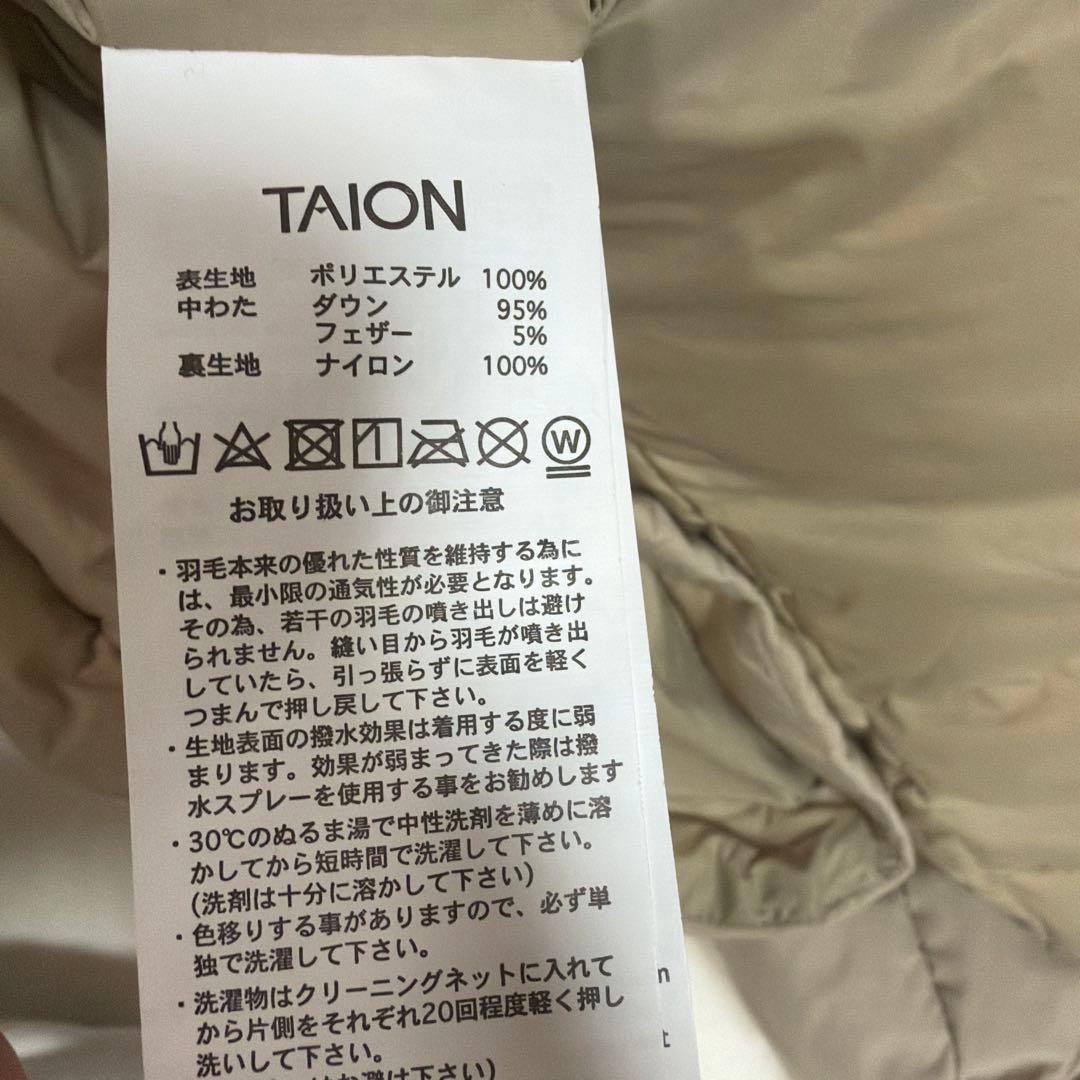 TAION
表生地 ポリエステル 100%
中わた ダウン 95%
フェザー 5%
裏生地 ナイロン 100%
W
お取り扱い上の御注意
・羽毛本来の優れた性質を維持する為に
は、最小限の通気性が必要となります。
その為、若干の羽毛の噴き出しは避け
られません。縫い目から羽毛が噴き出
していたら、引っ張らずに表面を軽く
つまんで押し戻して下さい。
・生地表面の撥水効果は着用する度に弱
まります。効果が弱まってきた際は撥
水スプレーを使用する事をお勧めします
・30℃のぬるま湯で中性洗剤を薄めに溶
かしてから短時間で洗濯して下さい。
(洗剤は十分に溶かして下さい)
・色移りする事がありますので、必ず単
独で洗濯して下さい。
・洗濯物はクリーニングネットに入れて
から片側をそれぞれ20回程度軽く押し
洗いして下さい。
は避け下さい)
n
t